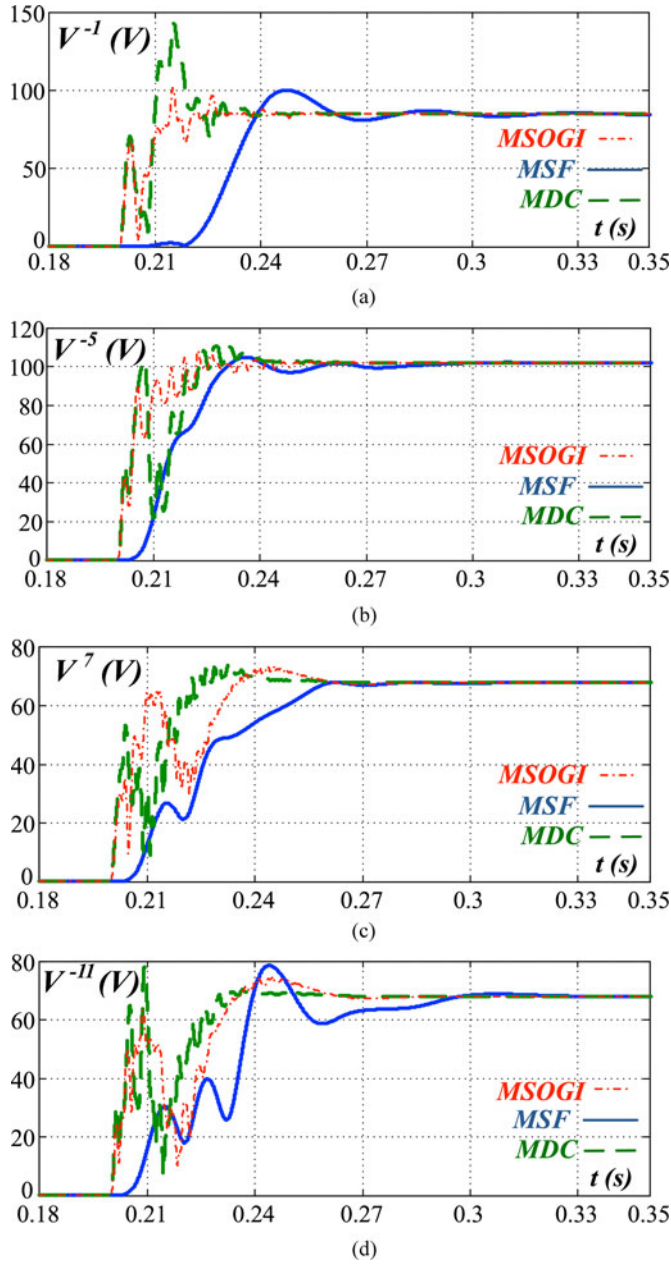 150
V⁻¹ (V)
100
MSOGI
50
MSF
MDC
0
t (s)
0.18 0.21 0.24 0.27 0.3 0.33 0.35
(a)
120
V⁻⁵ (V)
100
80
60
MSOGI
40
MSF
20
MDC
0
t (s)
0.18 0.21 0.24 0.27 0.3 0.33 0.35
(b)
80
V⁷ (V)
60
MSOGI
40
MSF
20
MDC
0
t (s)
0.18 0.21 0.24 0.27 0.3 0.33 0.35
(c)
80
V⁻¹¹ (V)
60
40
MSOGI
20
MSF
MDC
0
t (s)
0.18 0.21 0.24 0.27 0.3 0.33 0.35
(d)